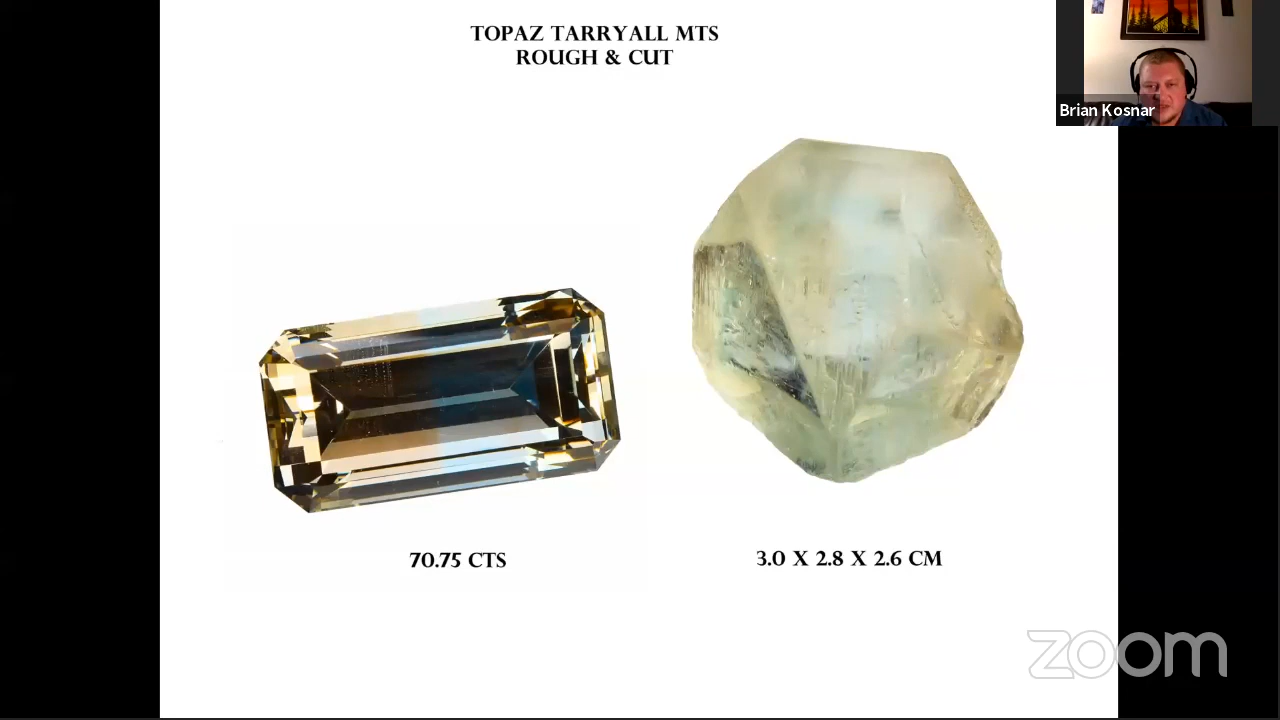 TOPAZ TARRYALL MTS
ROUGH & CUT
Brian Kosnar
70.75 CTS
3.0 X 2.8 X 2.6 CM
zoom